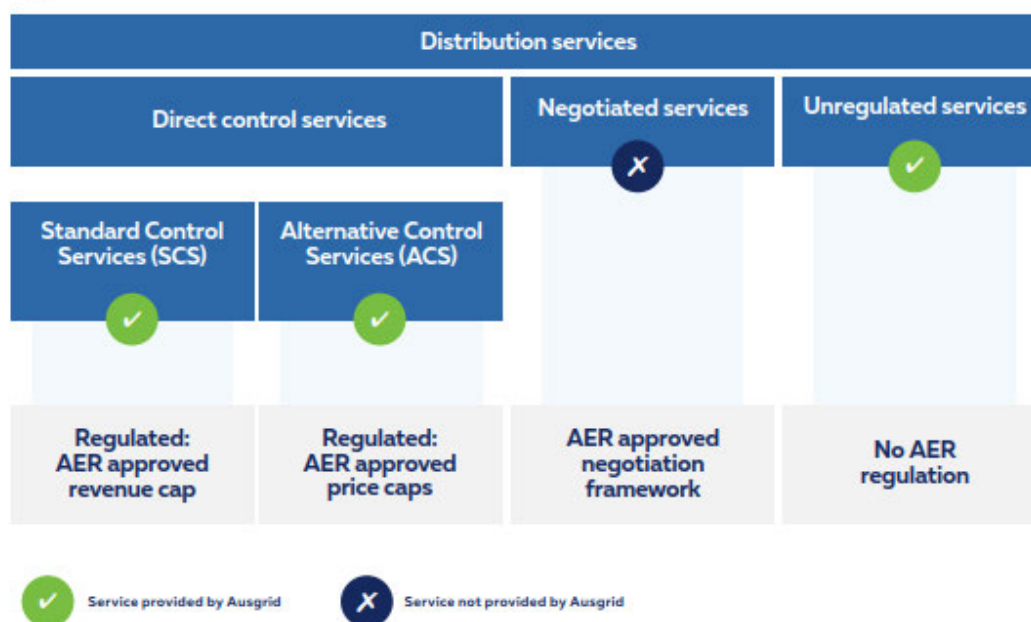 Distribution services
Direct control services
Negotiated services
Unregulated services
✗
✓
Standard Control
Services (SCS)
Alternative Control
Services (ACS)
✓
✓
Regulated:
AER approved
revenue cap
Regulated:
AER approved
price caps
AER approved
negotiation
framework
No AER
regulation
✓ Service provided by Ausgrid
✗ Service not provided by Ausgrid